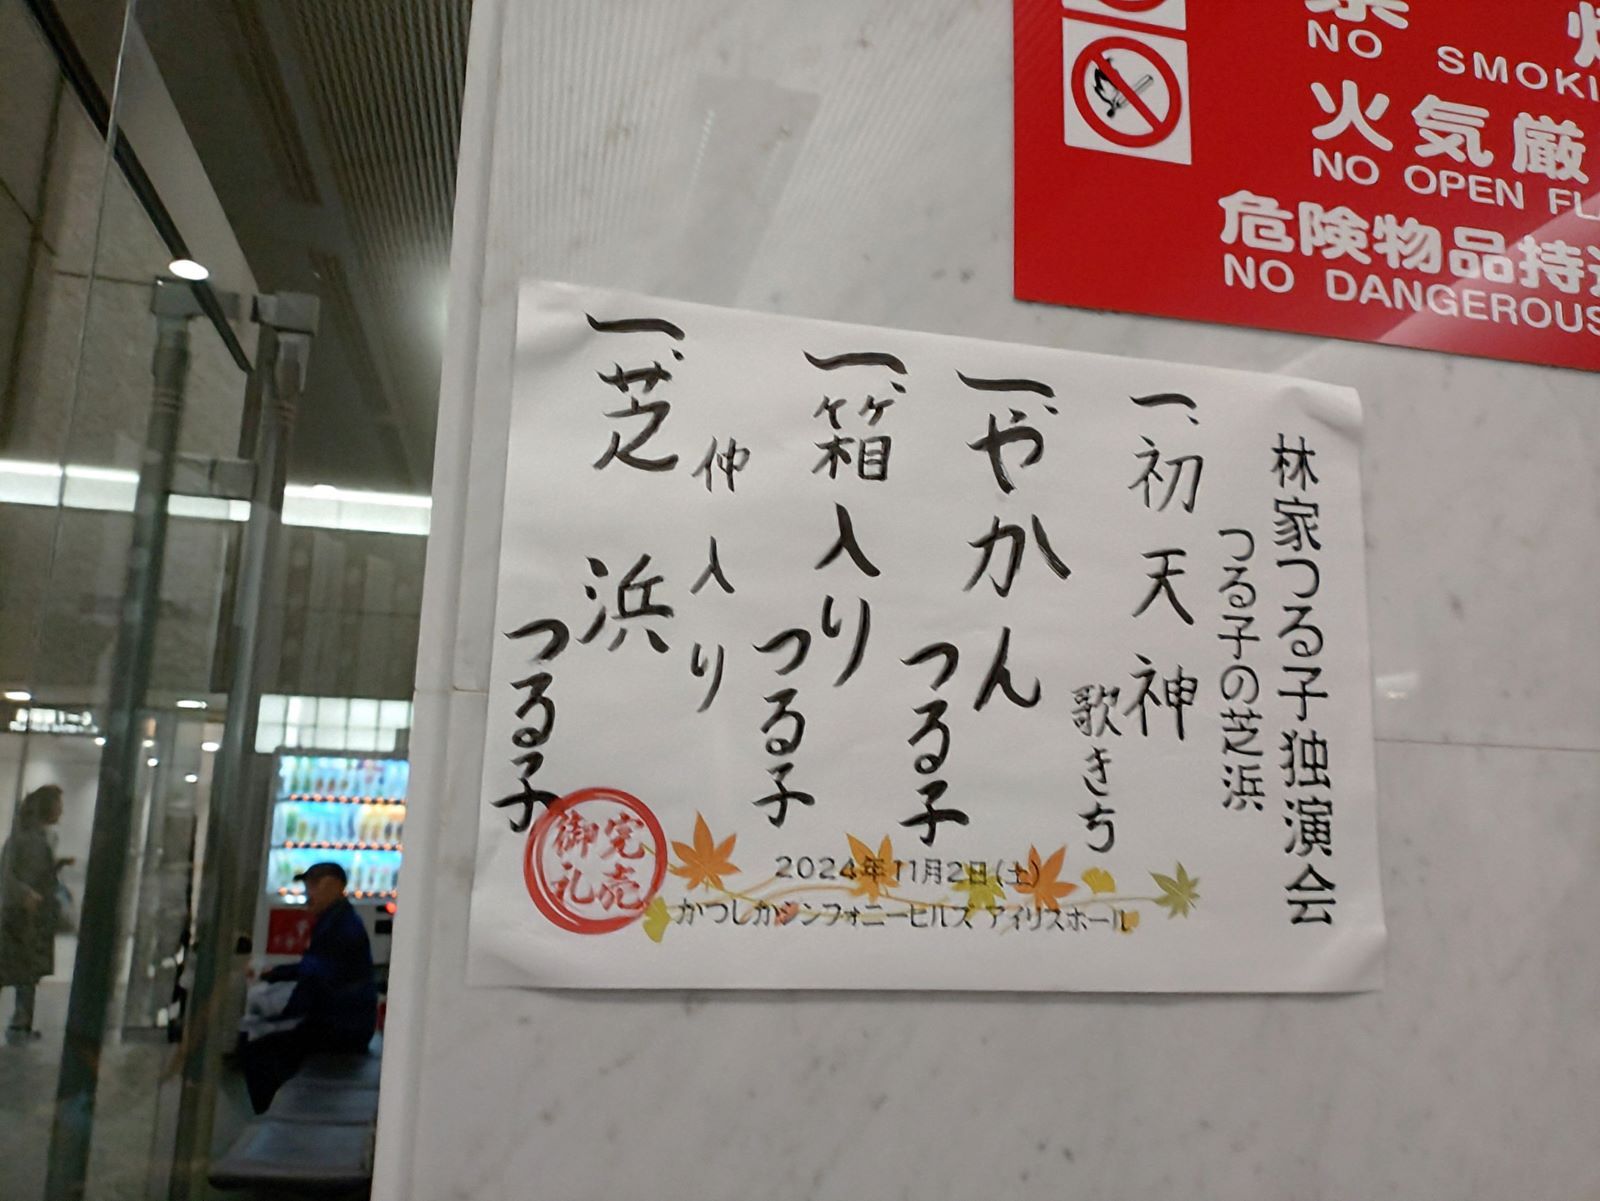 NO SMOKI
火気厳
NO OPEN FL
危険物品持
NO DANGEROUS
林家つる子独演会
つる子の芝浜
一、初天神
歌きち
一、やかん
つる子
一、箱入り
つる子
仲入り
一、芝浜
つる子
完売
御礼
2024年11月2日(土)
かつしかシンフォニーヒルズ アイリスホール